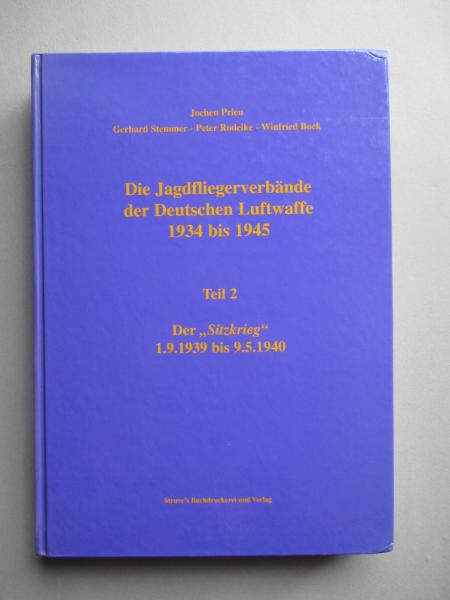 Jochen Prien
Gerhard Stemmer - Peter Rodeike - Winfried Bock
Die Jagdfliegerverbände
der Deutschen Luftwaffe
1934 bis 1945
Teil 2
Der „Sitzkrieg“
1.9.1939 bis 9.5.1940
Struve's Buchdruckerei und Verlag